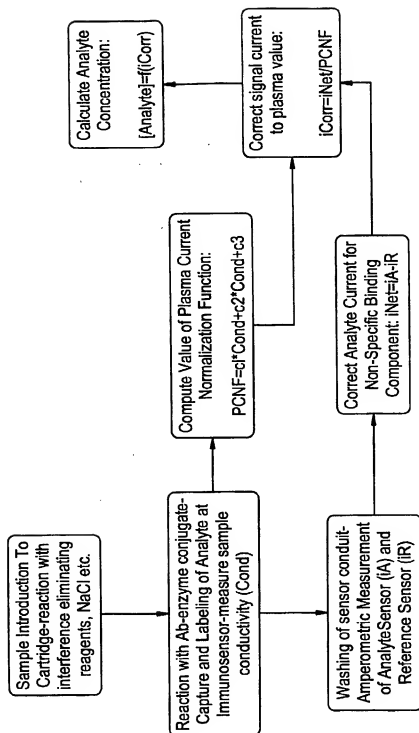 Sample Introduction To
Cartridge-reaction with
interference eliminating
reagents, NaCl etc.
Reaction with Ab-enzyme conjugate-
Capture and Labeling of Analyte at
Immunosensor-measure sample
conductivity (Cond)
Compute Value of Plasma Current
Normalization Function:
PCNF=cl*Cond+c2*Cond+c3
Washing of sensor conduit-
Amperometric Measurement
of AnalyteSensor (iA) and
Reference Sensor (iR)
Correct Analyte Current for
Non-Specific Binding
Component: iNet=iA-iR
Correct signal current
to plasma value:
iCorr=iNet/PCNF
Calculate Analyte
Concentration:
[Analyte]=f(iCorr)